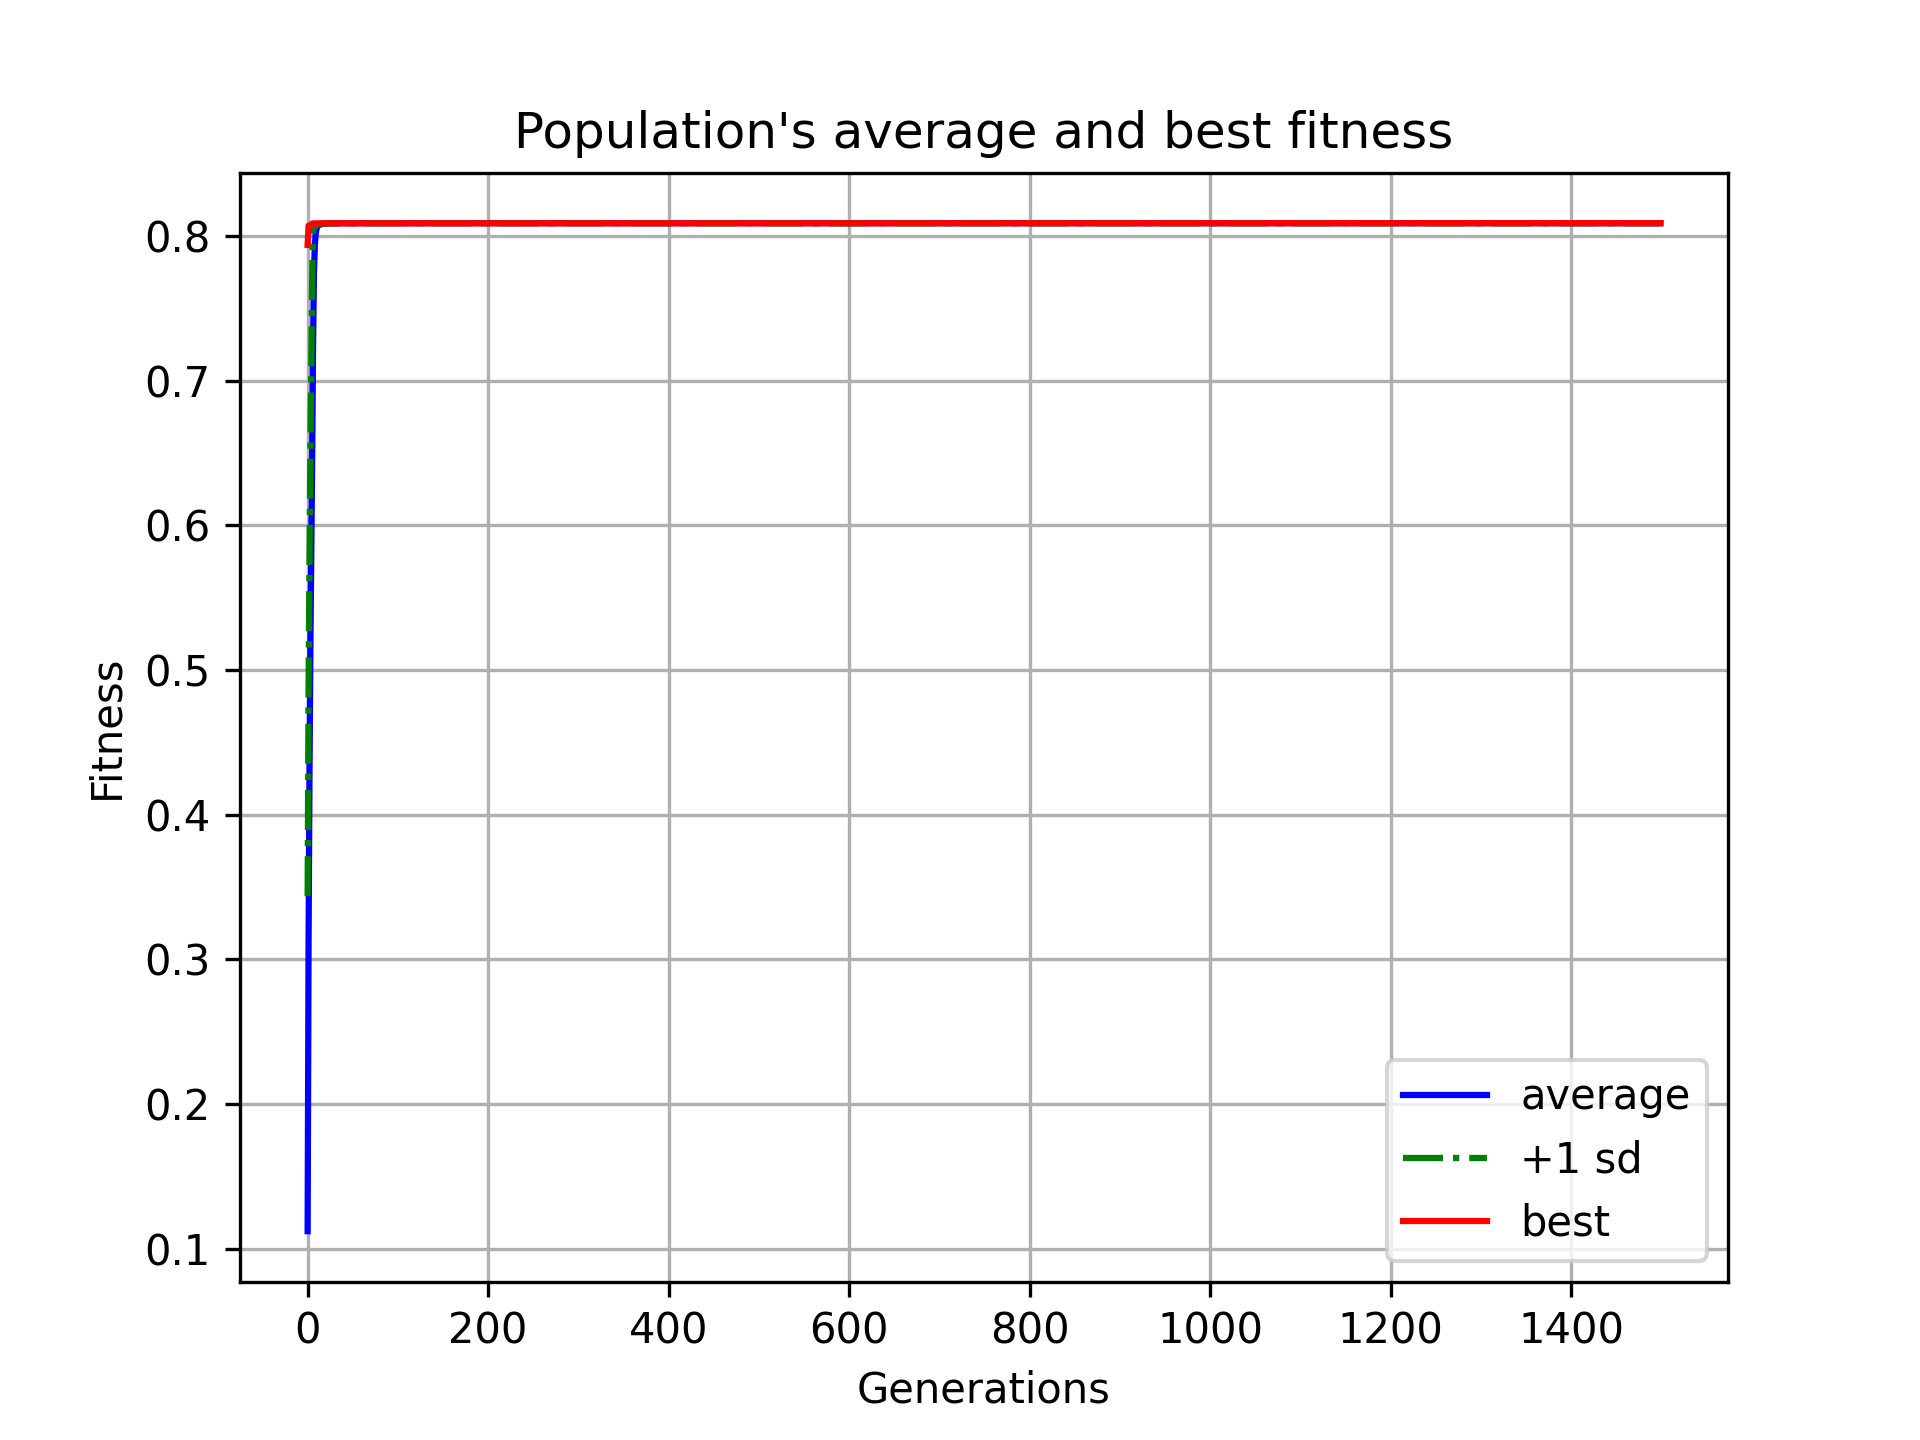 Population's average and best fitness
0.8
0.7
0.6
0.5
0.4
0.3
0.2
0.1
Fitness
average
+1 sd
best
0 200 400 600 800 1000 1200 1400
Generations